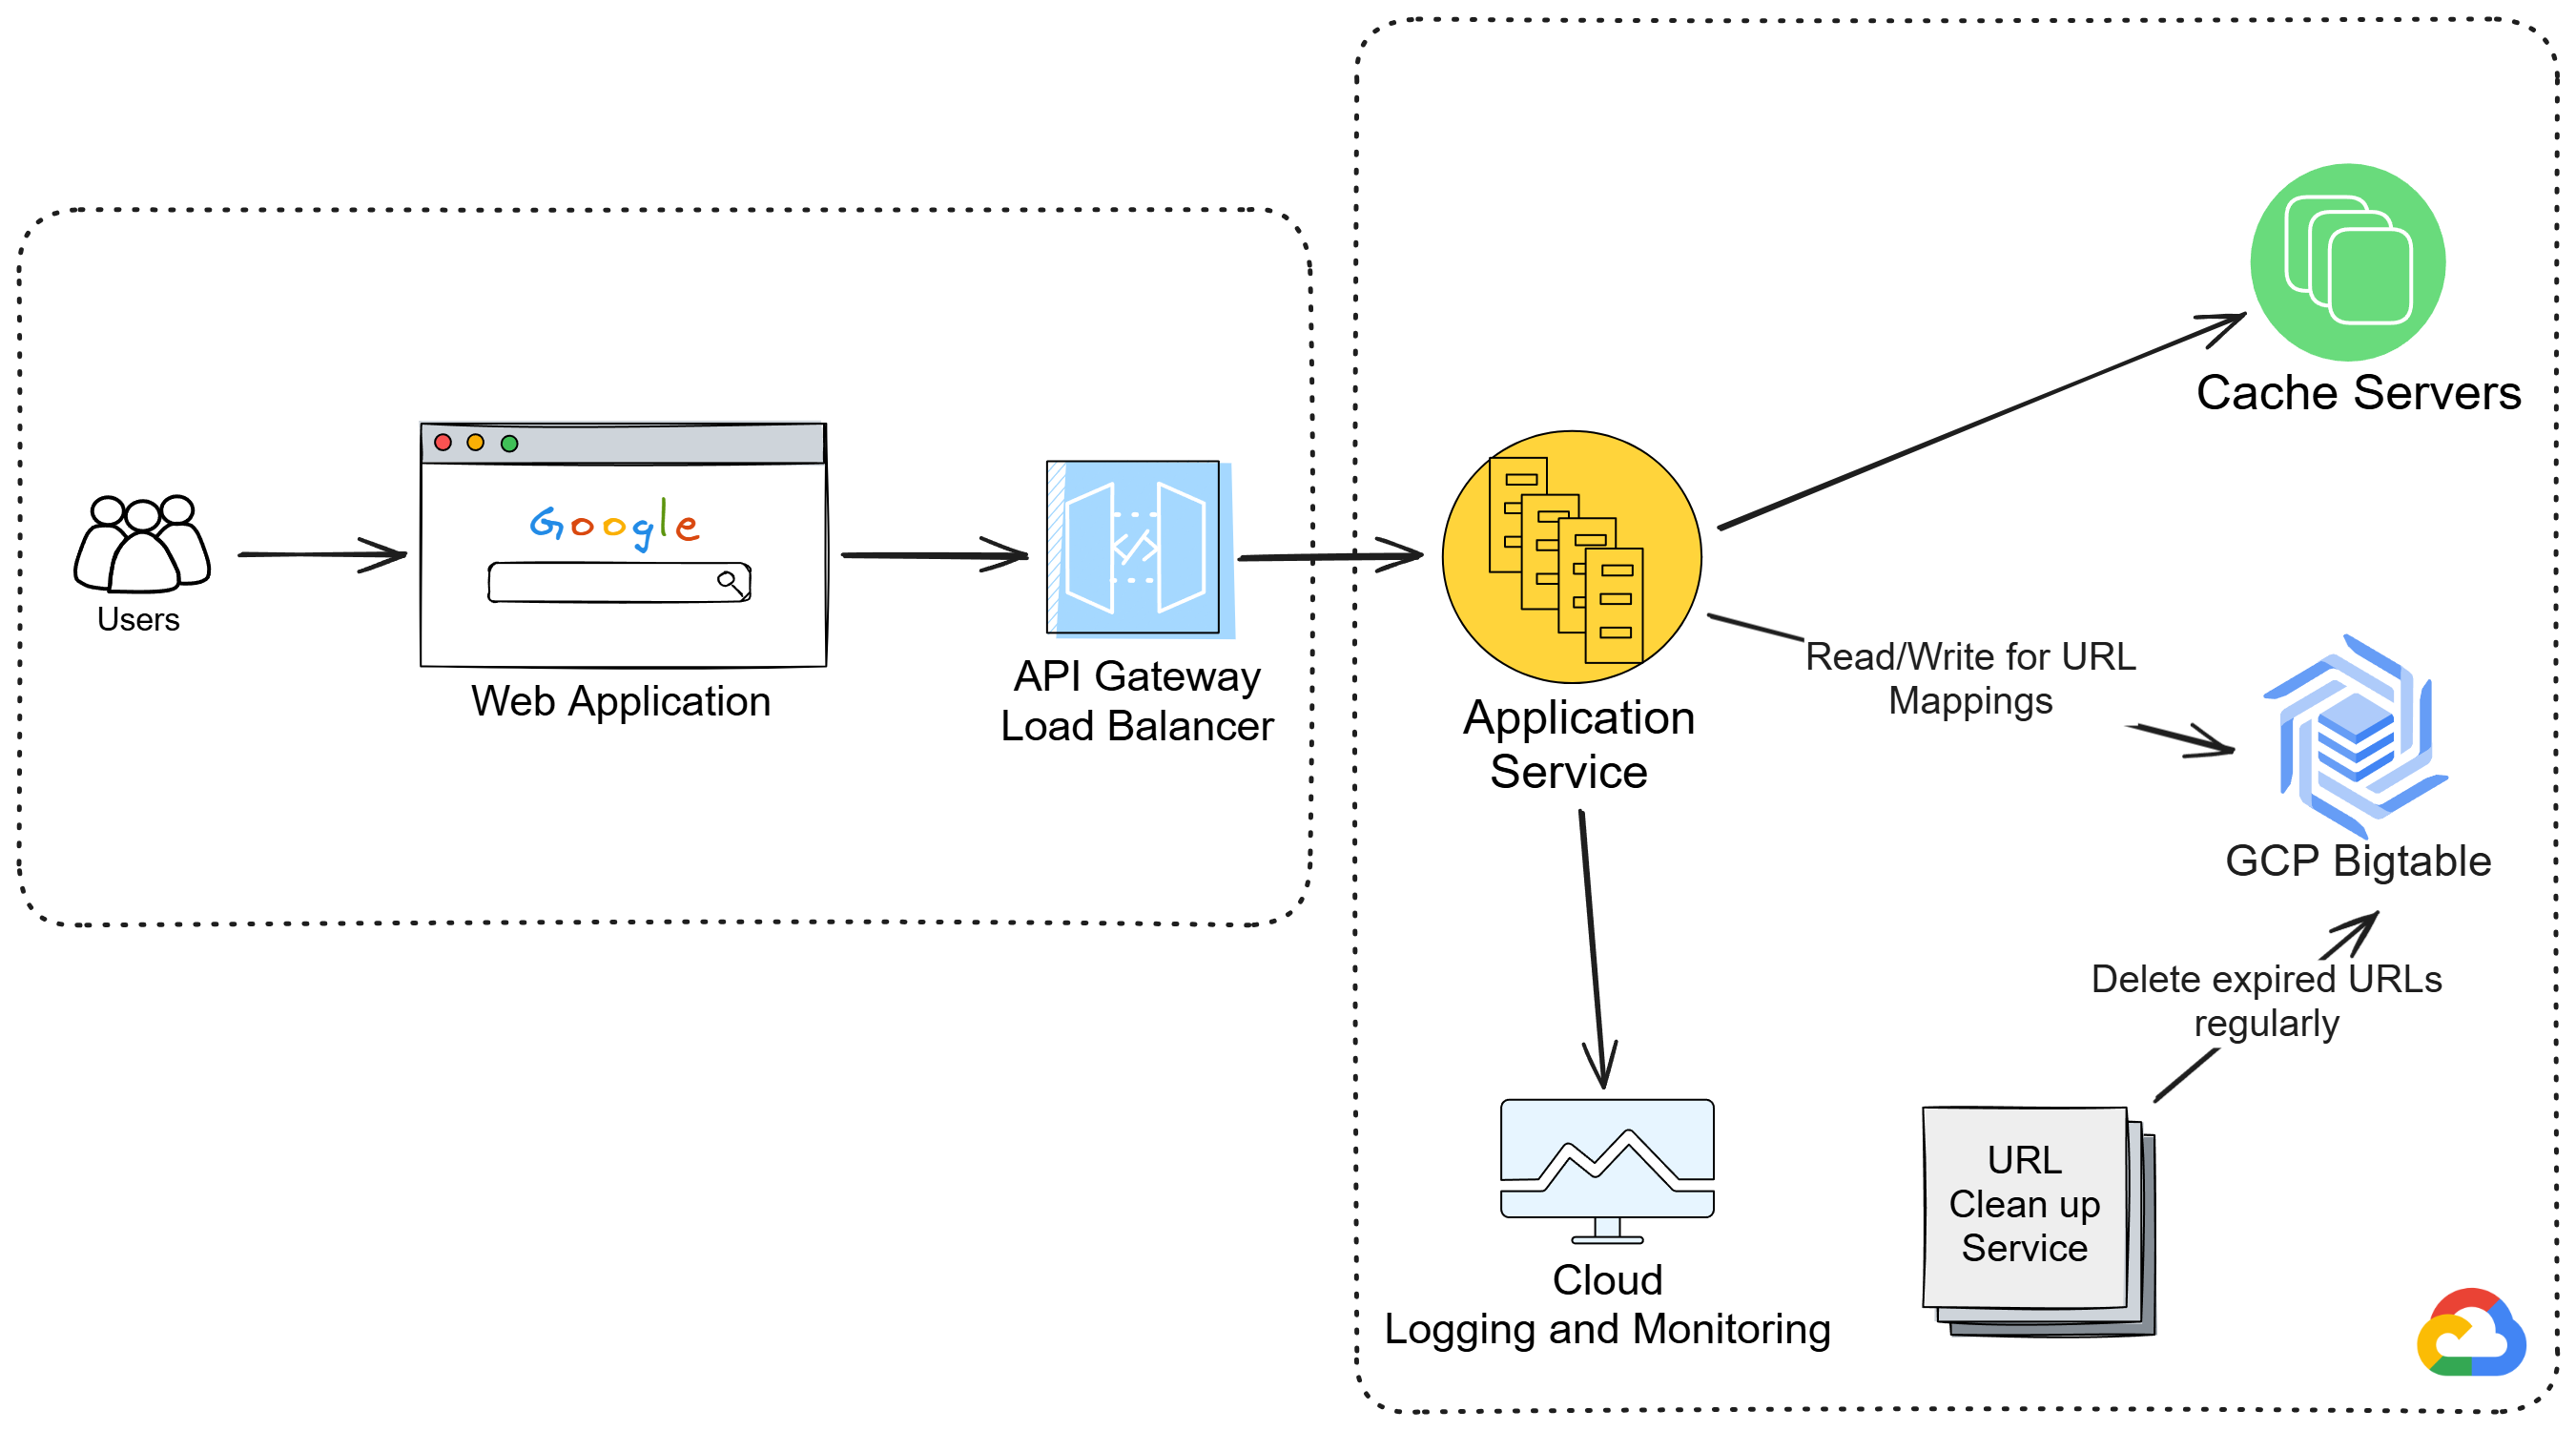 Users
Google
Web Application
API Gateway
Load Balancer
Application
Service
Cache Servers
Read/Write for URL
Mappings
GCP Bigtable
Delete expired URLs
regularly
URL
Clean up
Service
Cloud
Logging and Monitoring